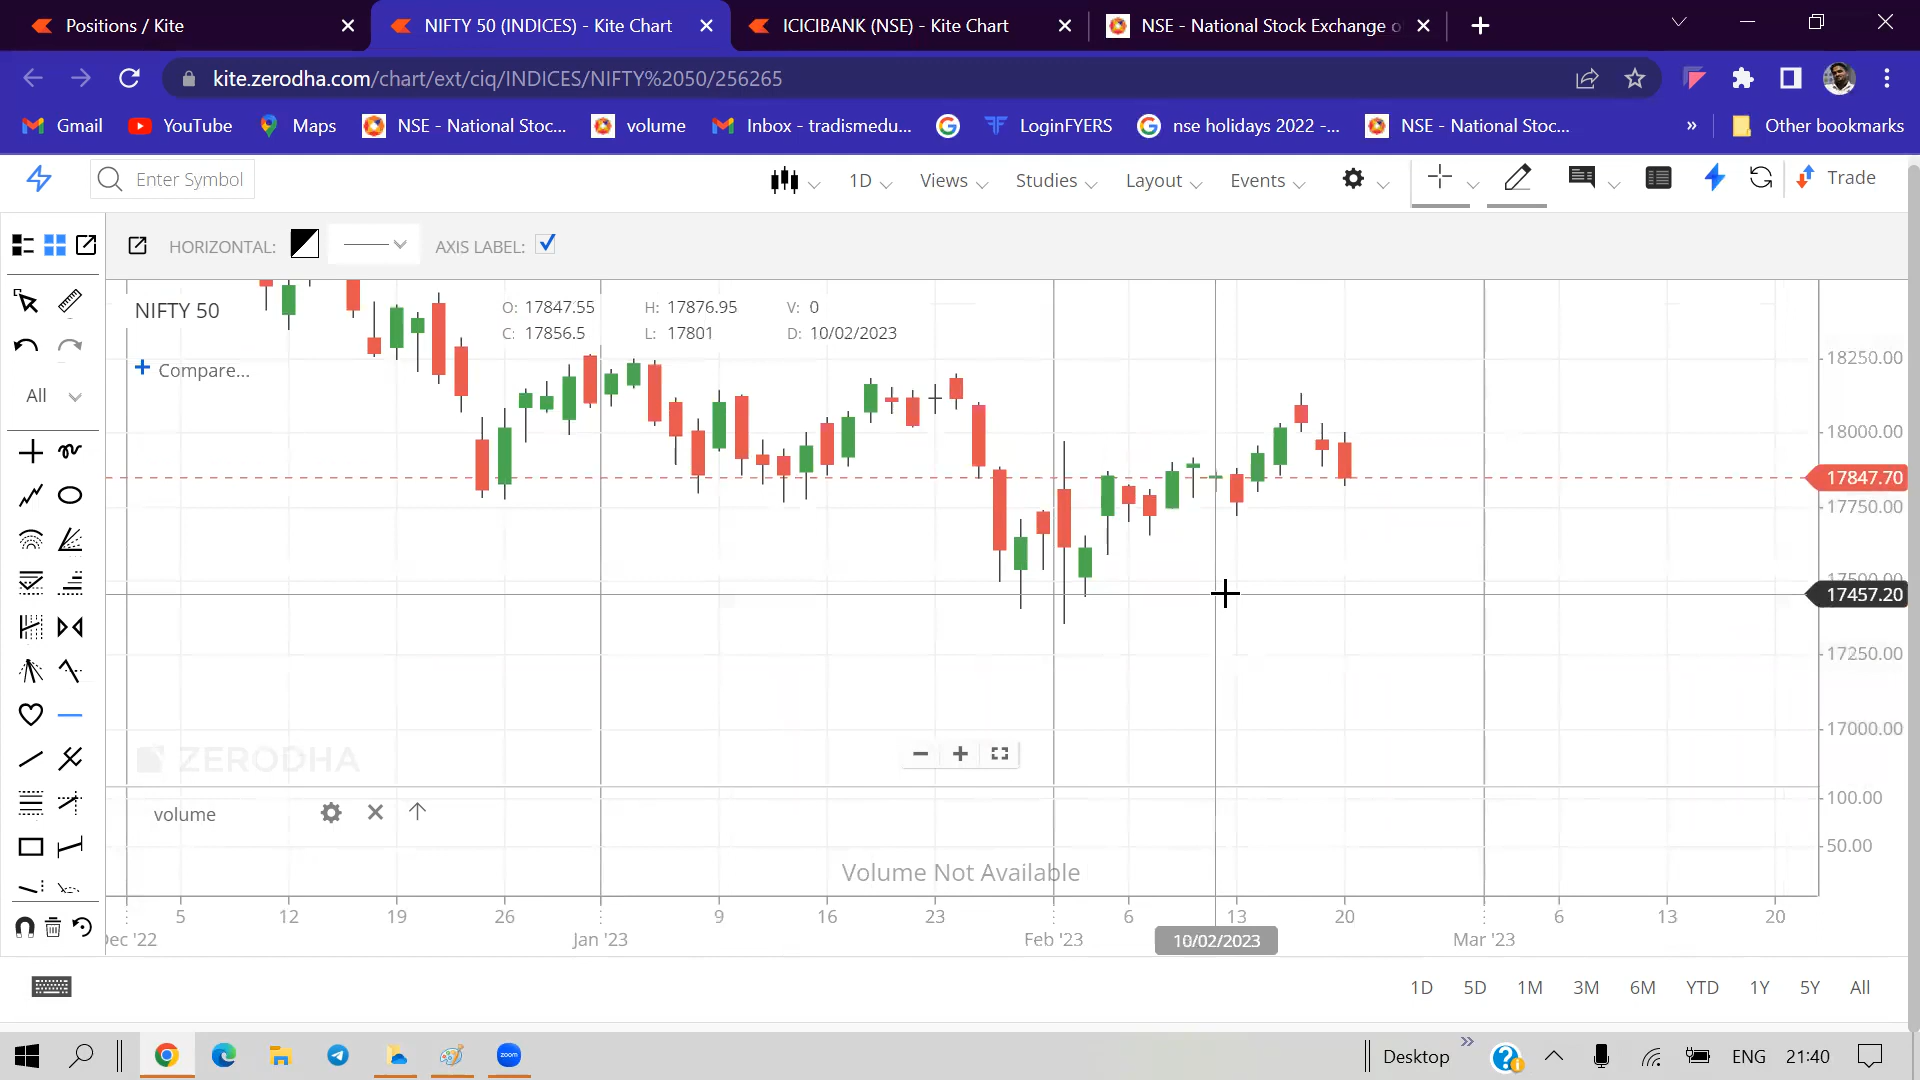 Positions / Kite
NIFTY 50 (INDICES) - Kite Chart
ICICIBANK (NSE) - Kite Chart
NSE - National Stock Exchange o
kite.zerodha.com/chart/ext/ciq/INDICES/NIFTY%2050/256265
Gmail
YouTube
Maps
NSE - National Stoc...
volume
Inbox - tradismedu...
LoginFYERS
nse holidays 2022 -...
NSE - National Stoc...
»
Other bookmarks
Enter Symbol
1D
Views
Studies
Layout
Events
Trade
HORIZONTAL:
AXIS LABEL:
NIFTY 50
O: 17847.55 H: 17876.95 V: 0
C: 17856.5 L: 17801 D: 10/02/2023
Compare...
All
18250.00
18000.00
17847.70
17750.00
17500.00
17457.20
17250.00
17000.00
ZERODHA
volume
100.00
50.00
Volume Not Available
5 12 19 26 9 16 23 6 13 20 6 13 20
Dec '22 Jan '23 Feb '23 10/02/2023 Mar '23
1D 5D 1M 3M 6M YTD 1Y 5Y All
zoom
Desktop
»
ENG
21:40